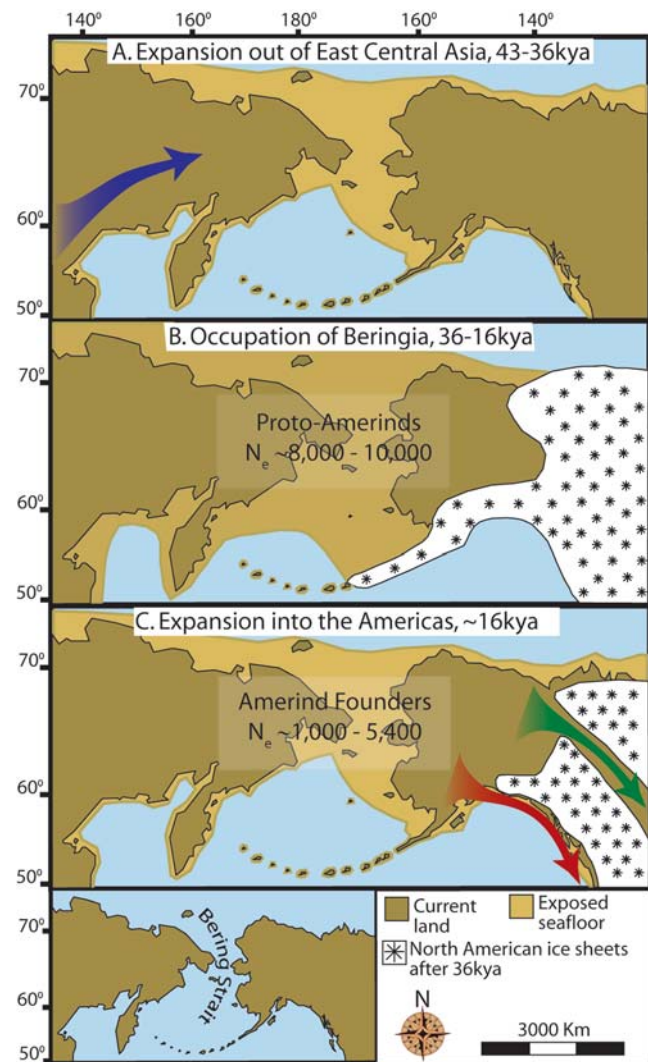 140° 160° 180° 160° 140°
A. Expansion out of East Central Asia, 43-36kya
70°
60°
50°
B. Occupation of Beringia, 36-16kya
70°
Proto-Amerinds
Ne ~8,000 - 10,000
60°
50°
C. Expansion into the Americas, ~16kya
70°
Amerind Founders
Ne ~1,000 - 5,400
60°
50°
70°
60°
50°
Bering Strait
Current land
Exposed seafloor
North American ice sheets
after 36kya
N
3000 Km